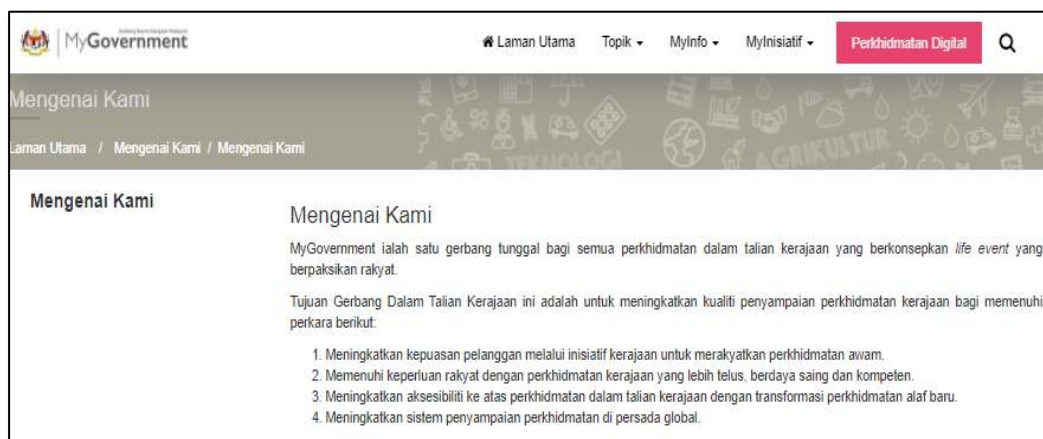 MyGovernment
Laman Utama
Topik
MyInfo
MyInisiatif
Perkhidmatan Digital
Mengenai Kami
Laman Utama / Mengenai Kami / Mengenai Kami
TEKNOLOGI
AGRIKULTUR
Mengenai Kami
Mengenai Kami
MyGovernment ialah satu gerbang tunggal bagi semua perkhidmatan dalam talian kerajaan yang berkonsepkan life event yang
berpaksikan rakyat.
Tujuan Gerbang Dalam Talian Kerajaan ini adalah untuk meningkatkan kualiti penyampaian perkhidmatan kerajaan bagi memenuhi
perkara berikut:
1. Meningkatkan kepuasan pelanggan melalui inisiatif kerajaan untuk merakyatkan perkhidmatan awam.
2. Memenuhi keperluan rakyat dengan perkhidmatan kerajaan yang lebih telus, berdaya saing dan kompeten.
3. Meningkatkan aksesibiliti ke atas perkhidmatan dalam talian kerajaan dengan transformasi perkhidmatan alaf baru.
4. Meningkatkan sistem penyampaian perkhidmatan di persada global.